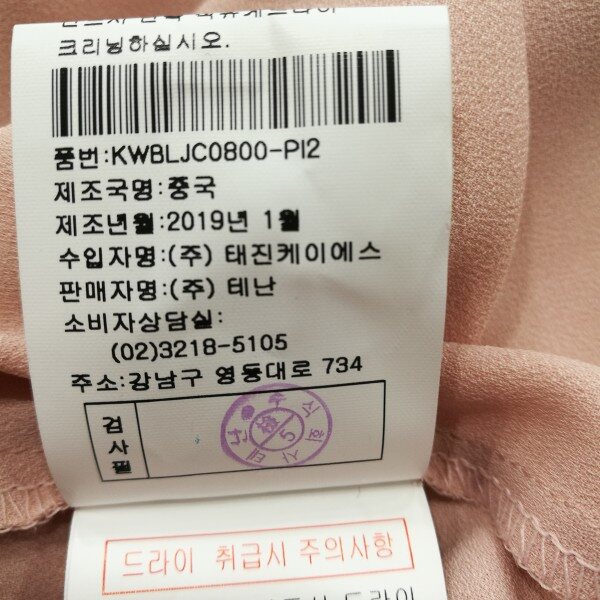 크리닝하십시오.
품번:KWBLJC0800-PI2
제조국명:중국
제조년월:2019년 1월
수입자명:(주) 태진케이에스
판매자명:(주) 테난
소비자상담실:
(02)3218-5105
주소:강남구 영동대로 734
검사필
드라이 취급시 주의사항
드라이